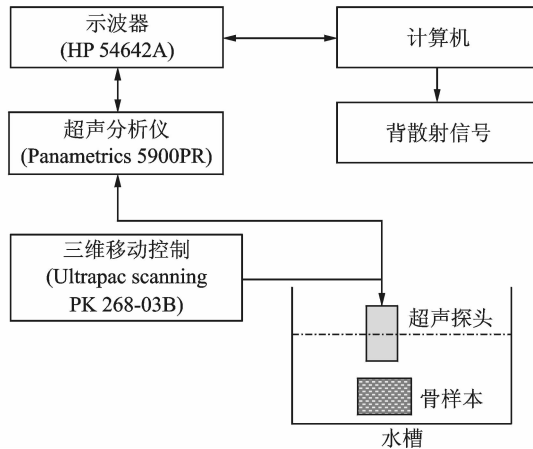 示波器
(HP 54642A)
计算机
超声分析仪
(Panametrics 5900PR)
背散射信号
三维移动控制
(Ultrapac scanning
PK 268-03B)
超声探头
骨样本
水槽